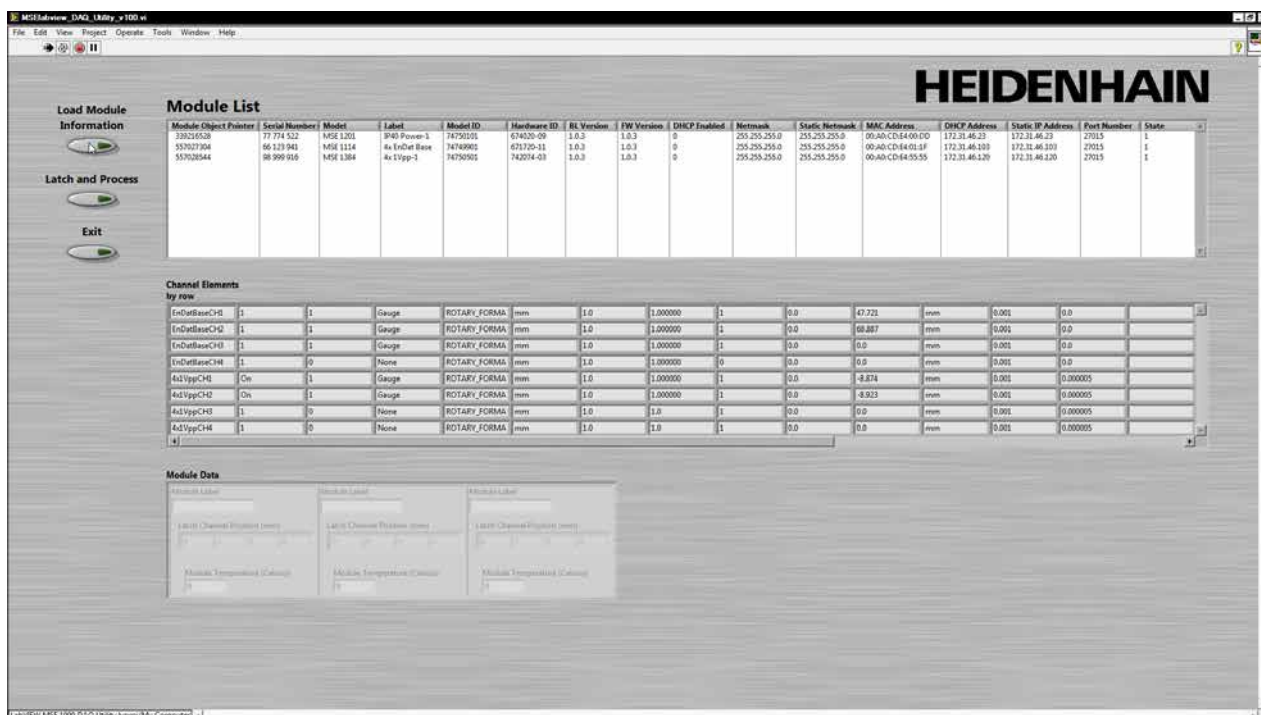 MSElabview_DAQ_Utility_v100.vi
File Edit View Project Operate Tools Window Help
HEIDENHAIN
Load Module
Information
Latch and Process
Exit
Module List
Module Object Pointer Serial Number Model Label Model ID Hardware ID BL Version FW Version DHCP Enabled Netmask Static Netmask MAC Address DHCP Address Static IP Address Port Number State
339216528 77 774 522 MSE 1201 IP40 Power-1 74750101 674020-09 1.0.3 1.0.3 0 255.255.255.0 255.255.255.0 00:A0:CD:E4:00:DD 172.31.46.23 172.31.46.23 27015 1
557027304 66 123 941 MSE 1114 4x EnDat Base 74749901 671720-11 1.0.3 1.0.3 0 255.255.255.0 255.255.255.0 00:A0:CD:E4:01:1F 172.31.46.103 172.31.46.103 27015 1
557028544 98 999 916 MSE 1384 4x 1Vpp-1 74750501 742074-03 1.0.3 1.0.3 0 255.255.255.0 255.255.255.0 00:A0:CD:E4:55:55 172.31.46.120 172.31.46.120 27015 1
Channel Elements
by row
EnDatBaseCH1 1 1 Gauge ROTARY_FORMA mm 1.0 1.000000 1 0.0 47.721 mm 0.001 0.0
EnDatBaseCH2 1 1 Gauge ROTARY_FORMA mm 1.0 1.000000 1 0.0 68.887 mm 0.001 0.0
EnDatBaseCH3 1 1 Gauge ROTARY_FORMA mm 1.0 1.000000 1 0.0 0.0 mm 0.001 0.0
EnDatBaseCH4 1 0 None ROTARY_FORMA mm 1.0 1.000000 0 0.0 0.0 mm 0.001 0.0
4x1VppCH1 On 1 Gauge ROTARY_FORMA mm 1.0 1.000000 1 0.0 -8.874 mm 0.001 0.000005
4x1VppCH2 On 1 Gauge ROTARY_FORMA mm 1.0 1.000000 1 0.0 -8.923 mm 0.001 0.000005
4x1VppCH3 1 0 None ROTARY_FORMA mm 1.0 1.0 1 0.0 0.0 mm 0.001 0.000005
4x1VppCH4 1 0 None ROTARY_FORMA mm 1.0 1.0 1 0.0 0.0 mm 0.001 0.000005
Module Data
Module Label Module Label Module Label
Latch Channel Position (mm) Latch Channel Position (mm) Latch Channel Position (mm)
Module Temperature (Celsius) Module Temperature (Celsius) Module Temperature (Celsius)